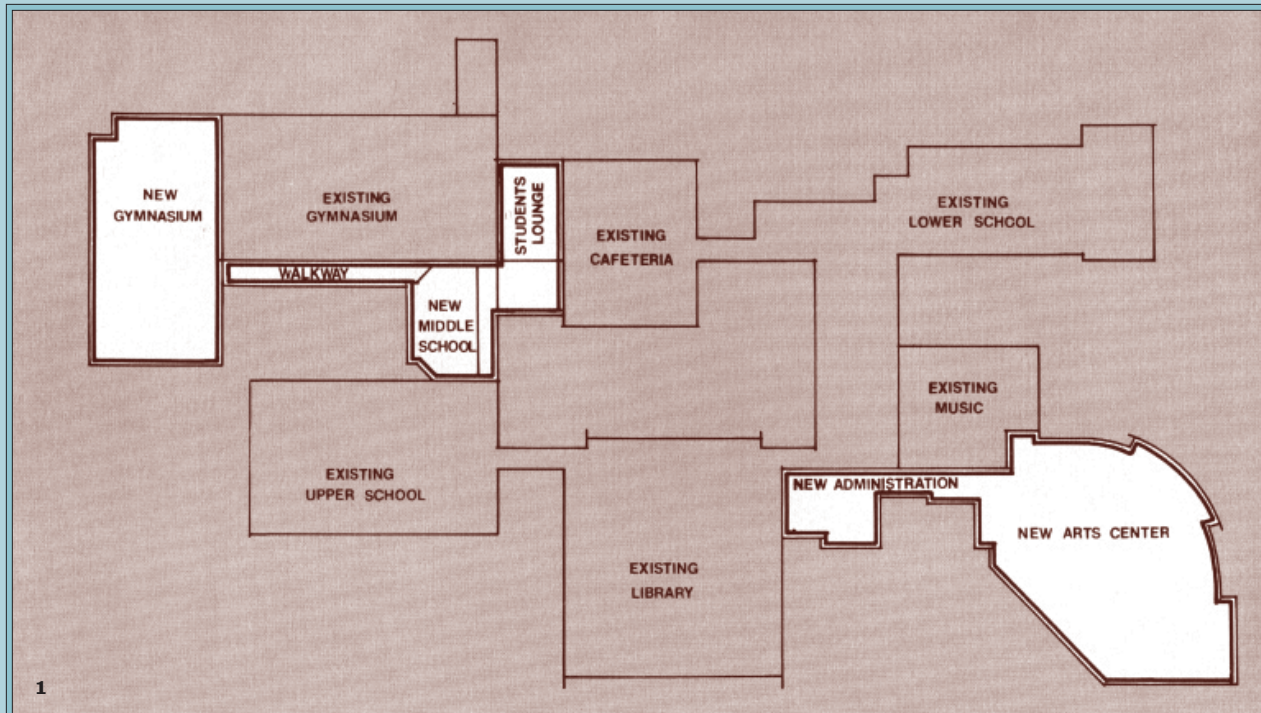 NEW
GYMNASIUM
EXISTING
GYMNASIUM
STUDENTS
LOUNGE
EXISTING
CAFETERIA
EXISTING
LOWER SCHOOL
WALKWAY
NEW
MIDDLE
SCHOOL
EXISTING
MUSIC
EXISTING
UPPER SCHOOL
NEW ADMINISTRATION
NEW ARTS CENTER
EXISTING
LIBRARY
1